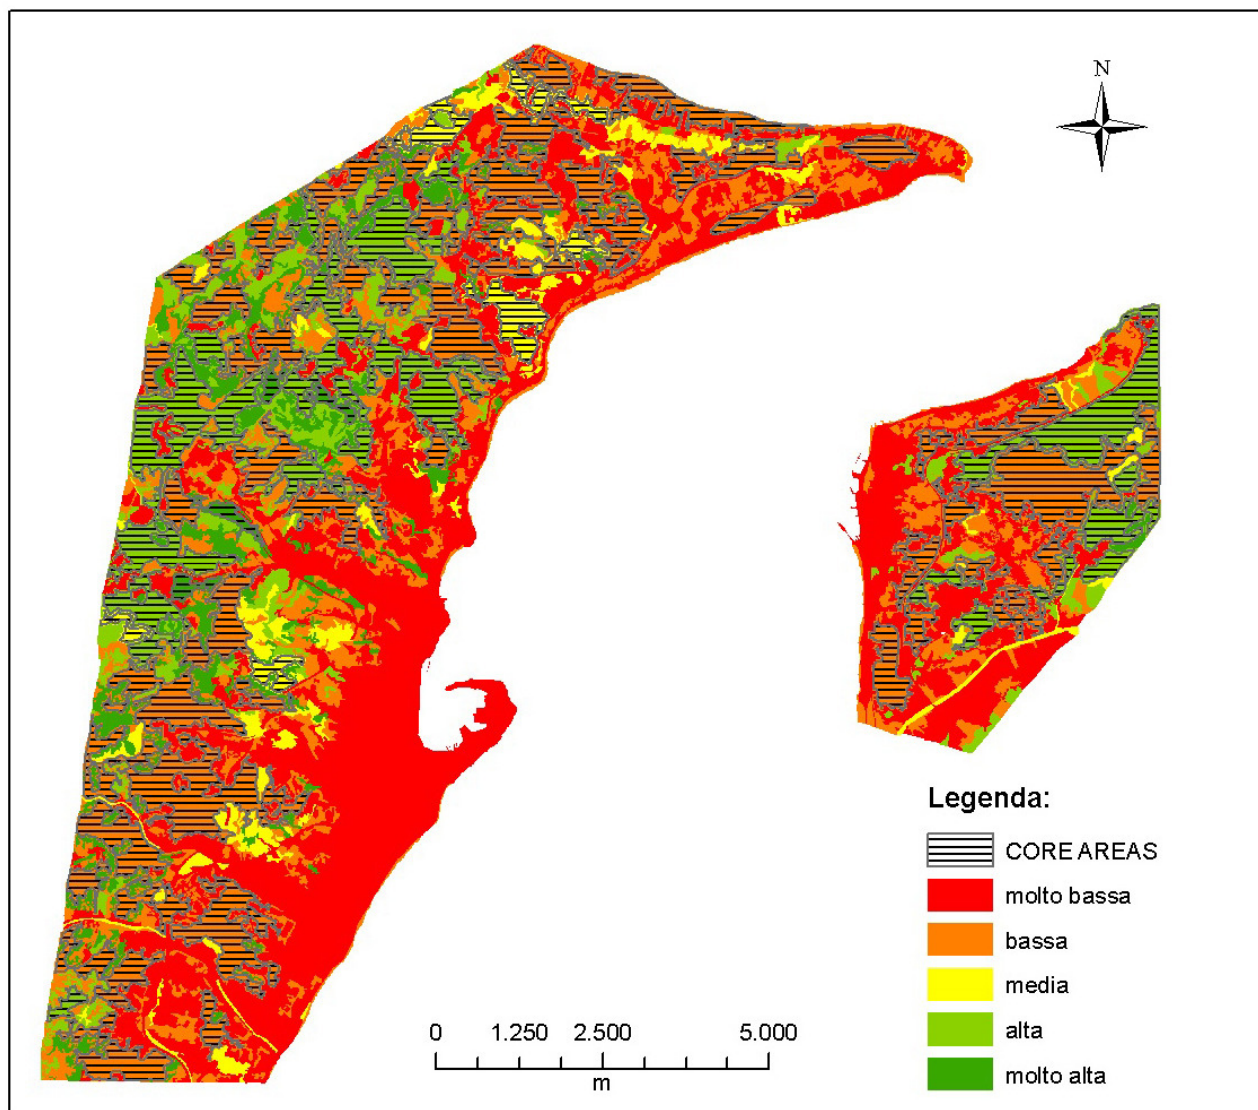 N
Legenda:
CORE AREAS
molto bassa
bassa
media
alta
molto alta
0 1.250 2.500 5.000
m